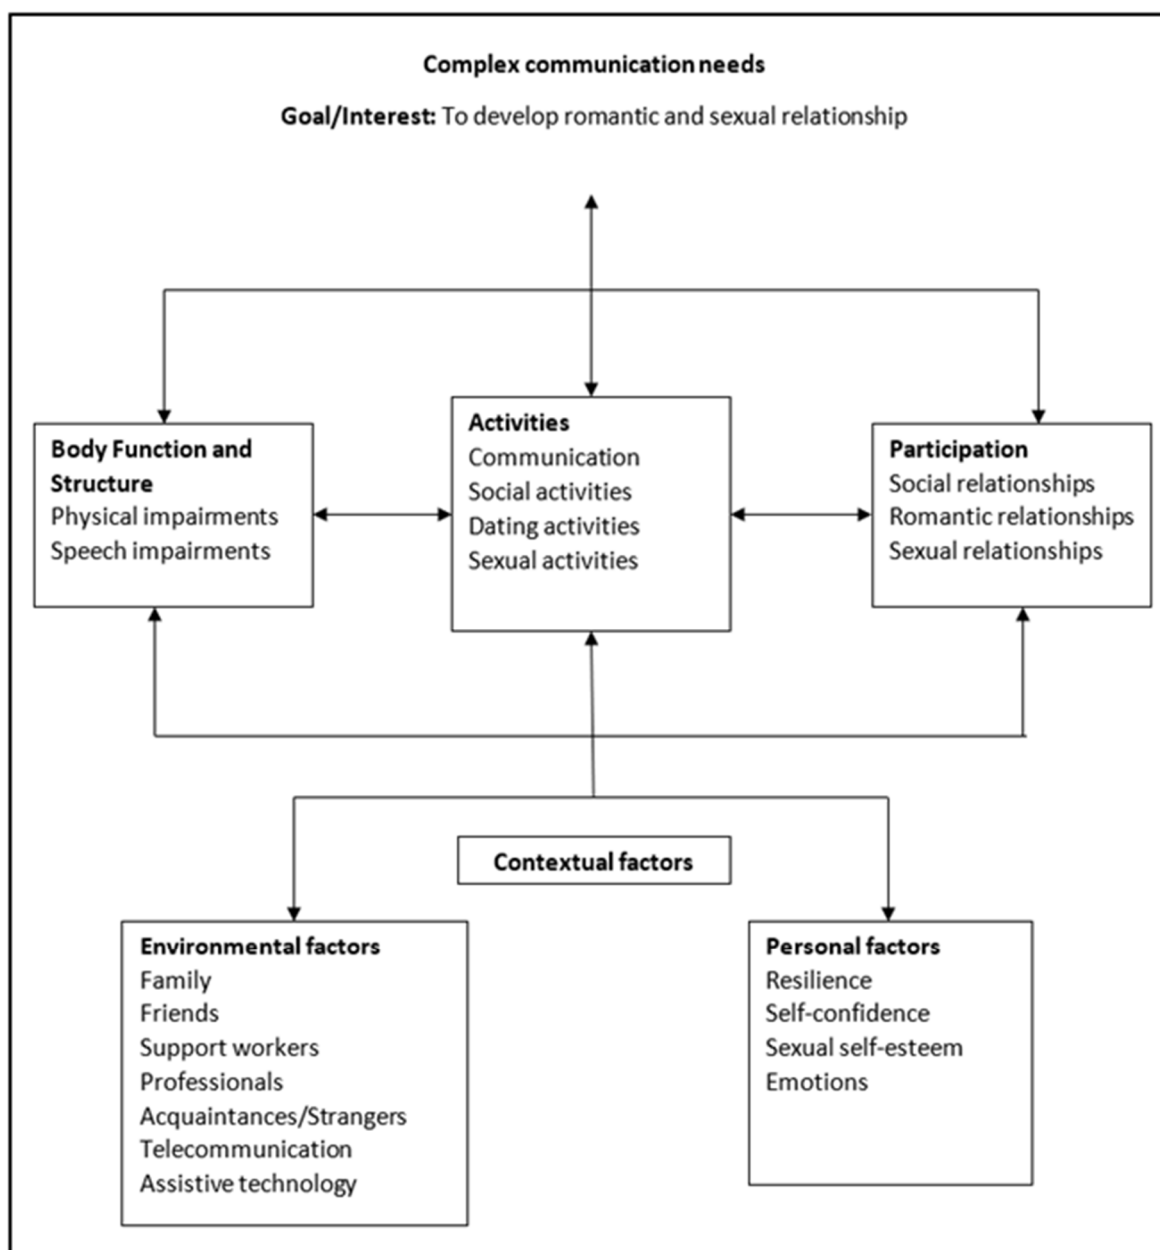 Complex communication needs
Goal/Interest: To develop romantic and sexual relationship
Body Function and
Structure
Physical impairments
Speech impairments
Activities
Communication
Social activities
Dating activities
Sexual activities
Participation
Social relationships
Romantic relationships
Sexual relationships
Contextual factors
Environmental factors
Family
Friends
Support workers
Professionals
Acquaintances/Strangers
Telecommunication
Assistive technology
Personal factors
Resilience
Self-confidence
Sexual self-esteem
Emotions